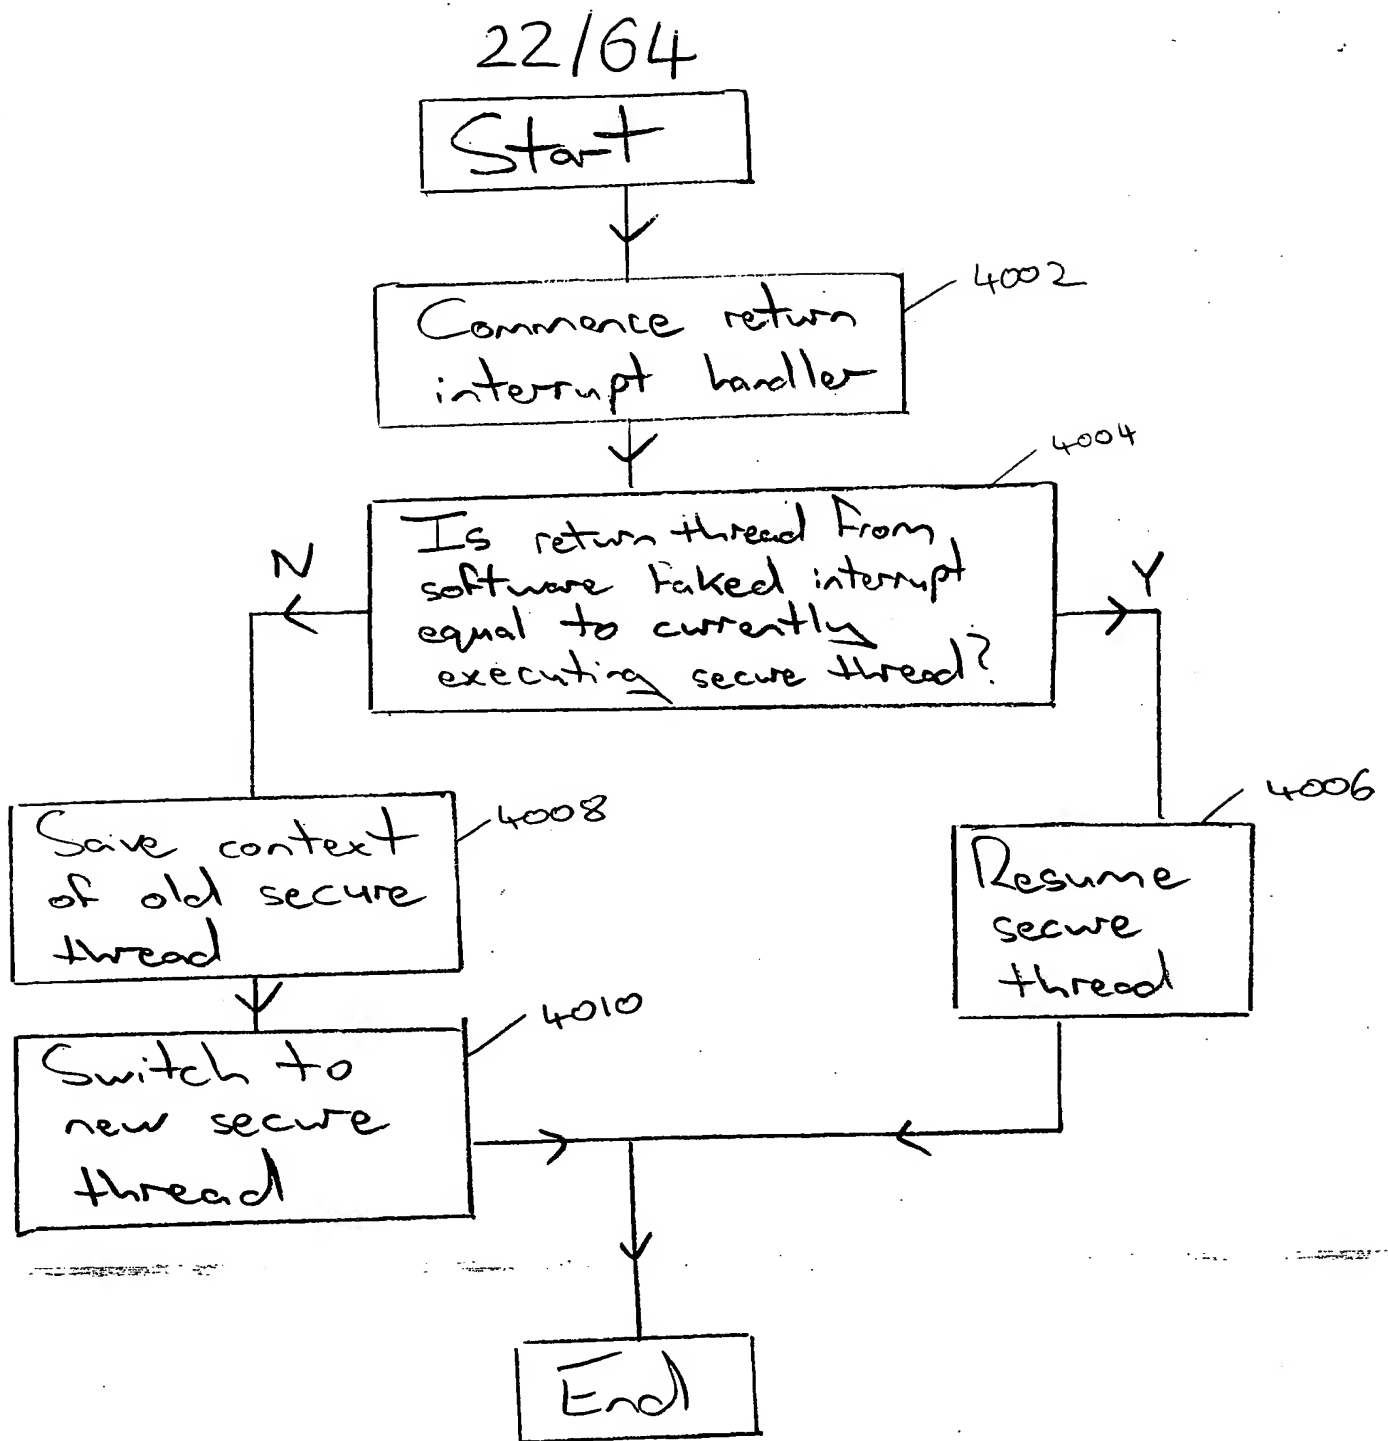 22/64
Start
4002
Commence return
interrupt handler
4004
Is return thread from
software faked interrupt
equal to currently
executing secure thread?
N
Y
4008
Save context
of old secure
thread
4006
Resume
secure
thread
4010
Switch to
new secure
thread
End